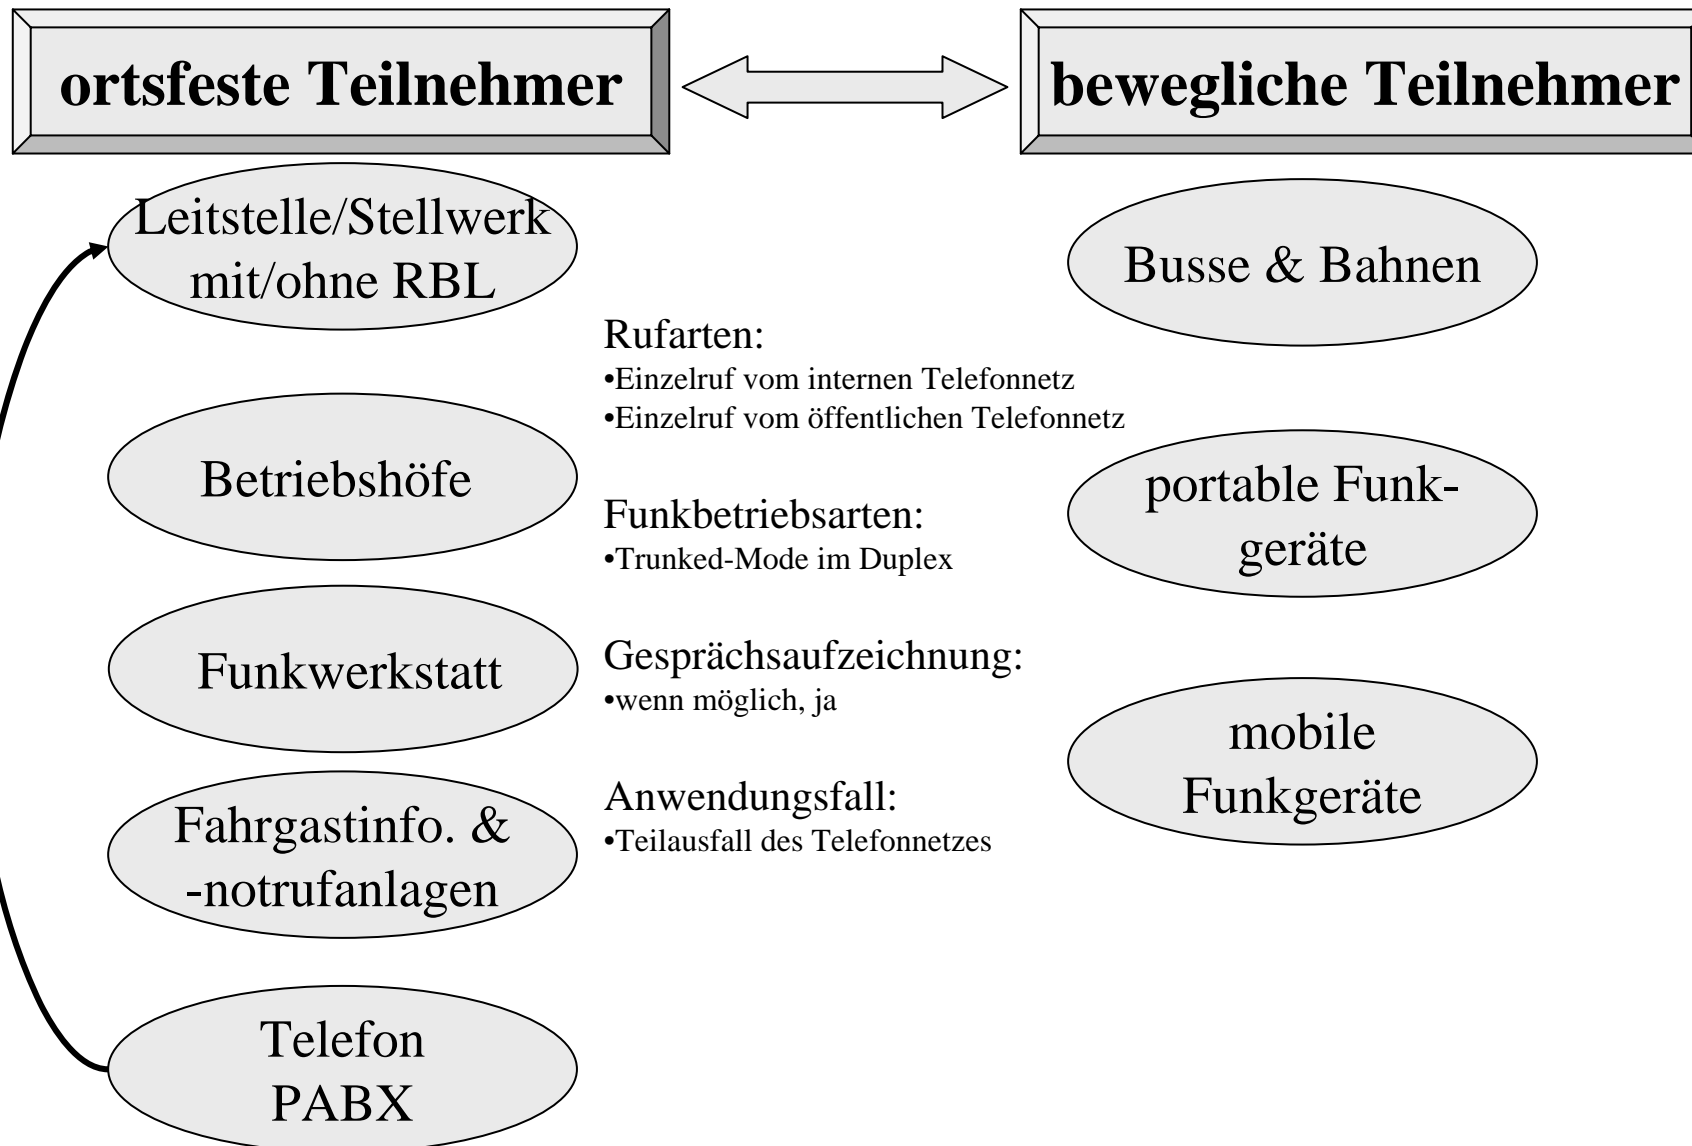 ortsfeste Teilnehmer
bewegliche Teilnehmer
Leitstelle/Stellwerk
mit/ohne RBL
Betriebshöfe
Funkwerkstatt
Fahrgastinfo. &
-notrufanlagen
Telefon
PABX
Rufarten:
•Einzelruf vom internen Telefonnetz
•Einzelruf vom öffentlichen Telefonnetz
Funkbetriebsarten:
•Trunked-Mode im Duplex
Gesprächsaufzeichnung:
•wenn möglich, ja
Anwendungsfall:
•Teilausfall des Telefonnetzes
Busse & Bahnen
portable Funk-
geräte
mobile
Funkgeräte